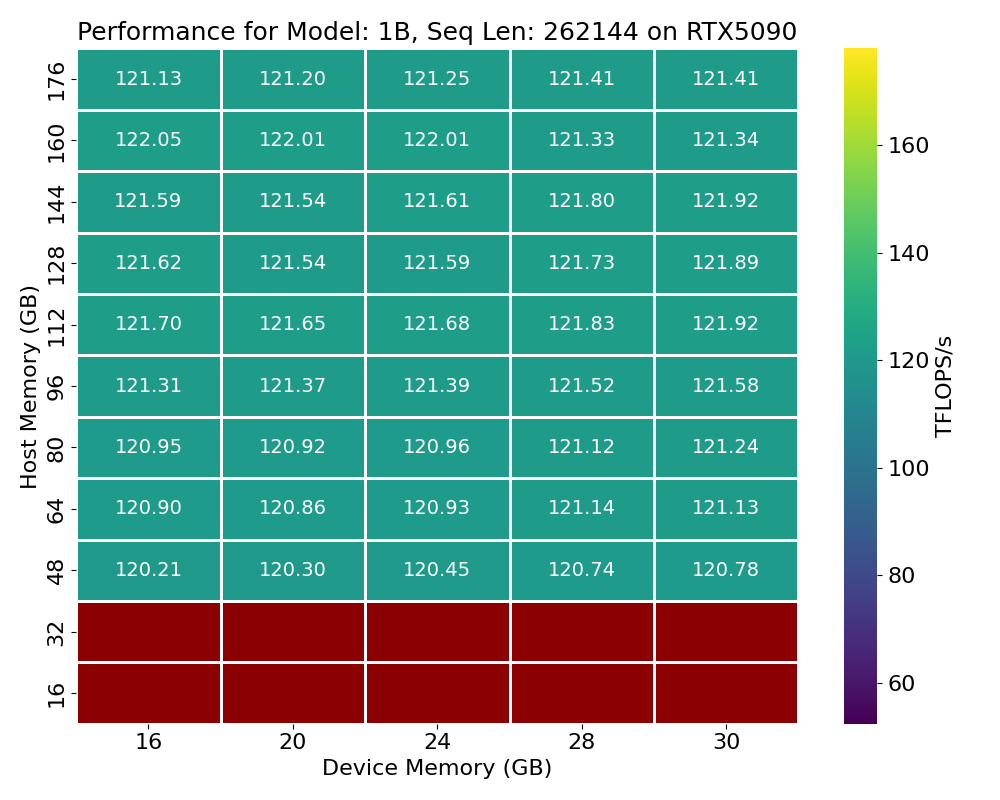 Performance for Model: 1B, Seq Len: 262144 on RTX5090
176 121.13 121.20 121.25 121.41 121.41
160 122.05 122.01 122.01 121.33 121.34
144 121.59 121.54 121.61 121.80 121.92
128 121.62 121.54 121.59 121.73 121.89
112 121.70 121.65 121.68 121.83 121.92
96 121.31 121.37 121.39 121.52 121.58
80 120.95 120.92 120.96 121.12 121.24
64 120.90 120.86 120.93 121.14 121.13
48 120.21 120.30 120.45 120.74 120.78
32
16
Host Memory (GB)
16 20 24 28 30
Device Memory (GB)
160
140
120
100
80
60
TFLOPS/s